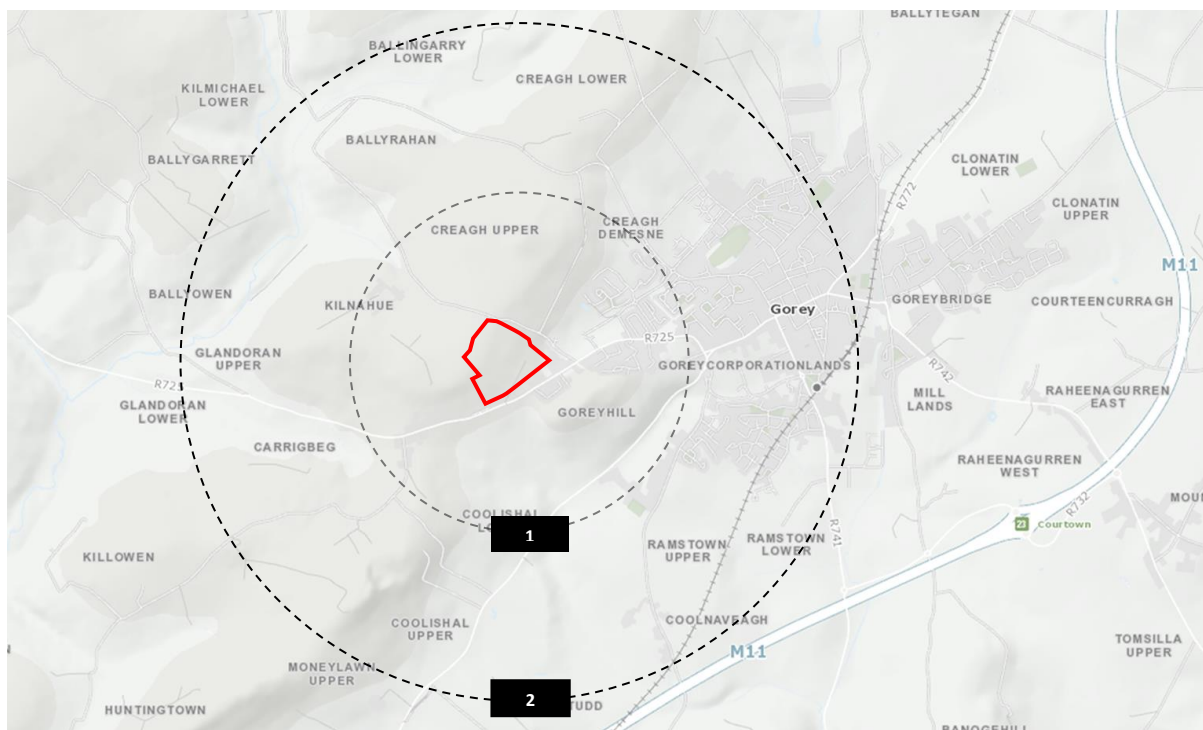 BALLYTEGAN
BALLINGARRY
LOWER
CREAGH LOWER
KILMICHAEL
LOWER
BALLYRAHAN
BALLYGARRETT
CLONATIN
LOWER
R772
CLONATIN
UPPER
CREAGH UPPER
CREAGH
DEMESNE
M11
BALLYOWEN
KILNAHUE
GOREYBRIDGE
COURTEENCURRAGH
Gorey
R725
GLANDORAN
UPPER
GOREYCORPORATIONLANDS
R742
R725
GLANDORAN
LOWER
MILL
LANDS
RAHEENAGURREN
EAST
GOREYHILL
CARRIGBEG
RAHEENAGURREN
WEST
COOLISHAL
1
R732
23
Courtown
R741
KILLOWEN
RAMSTOWN
UPPER
RAMSTOWN
LOWER
COOLISHAL
UPPER
COOLNAVEAGH
M11
TOMSILLA
UPPER
MONEYLAWN
UPPER
2
HUNTINGTOWN